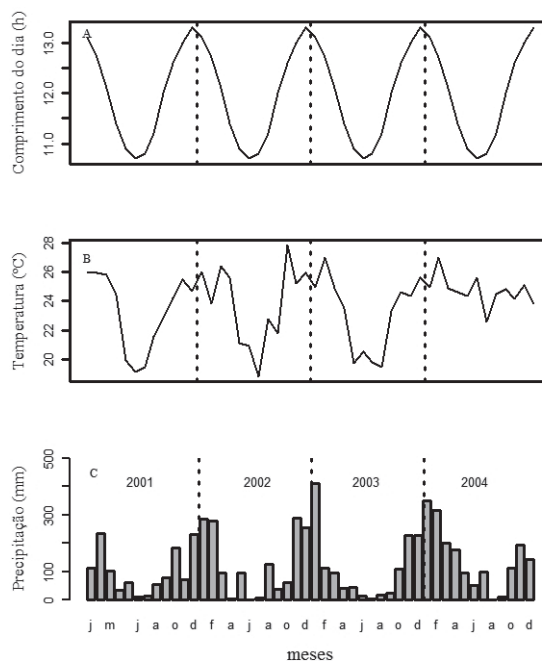 Comprimento do dia (h)
A
13.0
12.0
11.0
Temperatura (ºC)
B
28
26
24
22
20
Precipitação (mm)
C
500
300
100
0
2001
2002
2003
2004
j m j a o d f a j a o d f a j a o d f a j a o d
meses